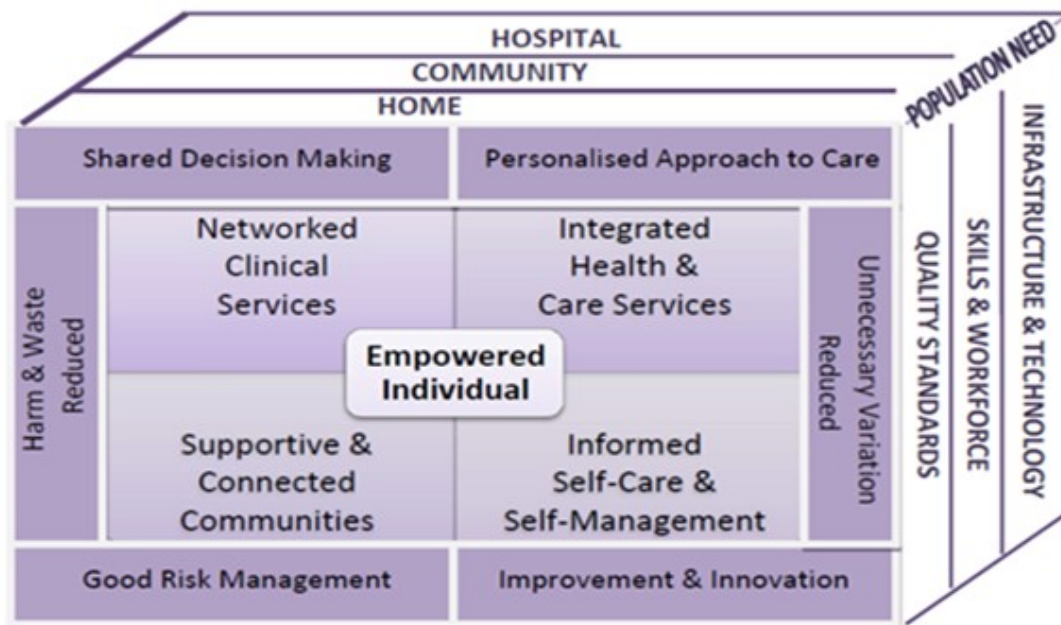 HOSPITAL
COMMUNITY
HOME
POPULATION NEED
Shared Decision Making
Personalised Approach to Care
Harm & Waste
Reduced
Networked
Clinical
Services
Integrated
Health &
Care Services
Empowered
Individual
Supportive &
Connected
Communities
Informed
Self-Care &
Self-Management
Unnecessary Variation
Reduced
QUALITY STANDARDS
SKILLS & WORKFORCE
INFRASTRUCTURE & TECHNOLOGY
Good Risk Management
Improvement & Innovation